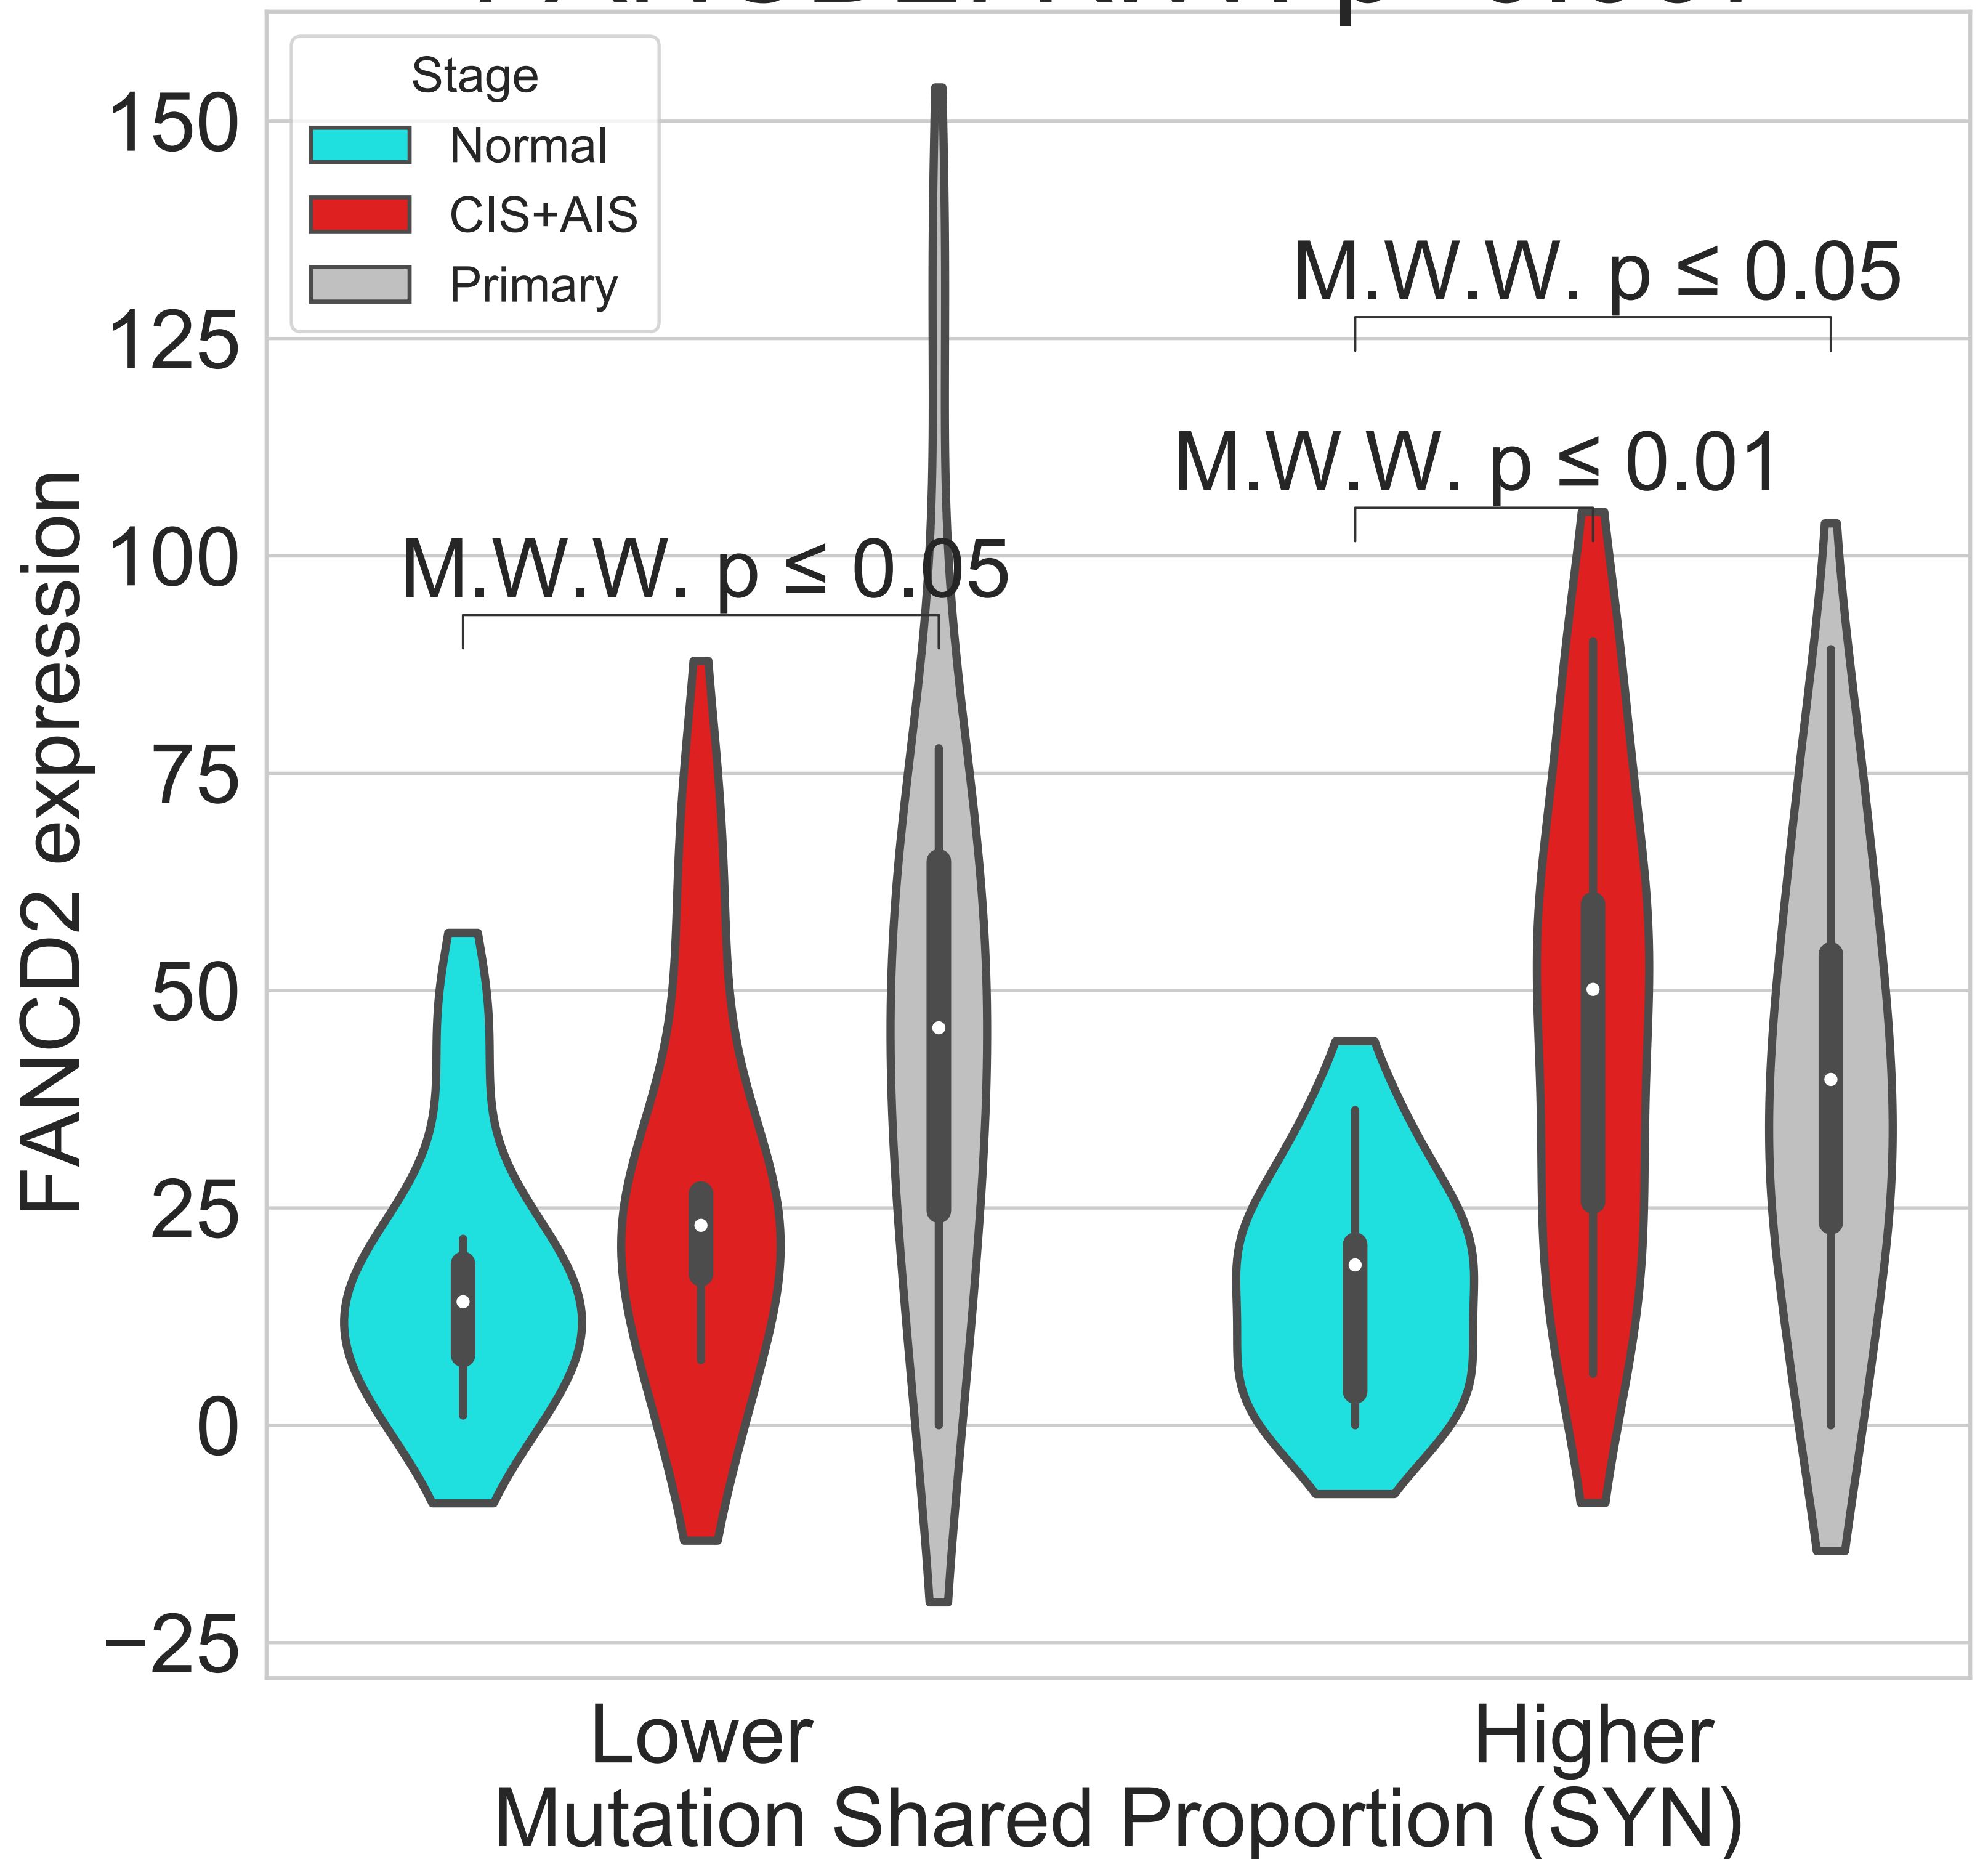 Stage
Normal
CIS+AIS
Primary
150
125
100
75
50
25
0
−25
FANCD2 expression
M.W.W. p ≤ 0.05
M.W.W. p ≤ 0.01
M.W.W. p ≤ 0.05
Lower
Higher
Mutation Shared Proportion (SYN)